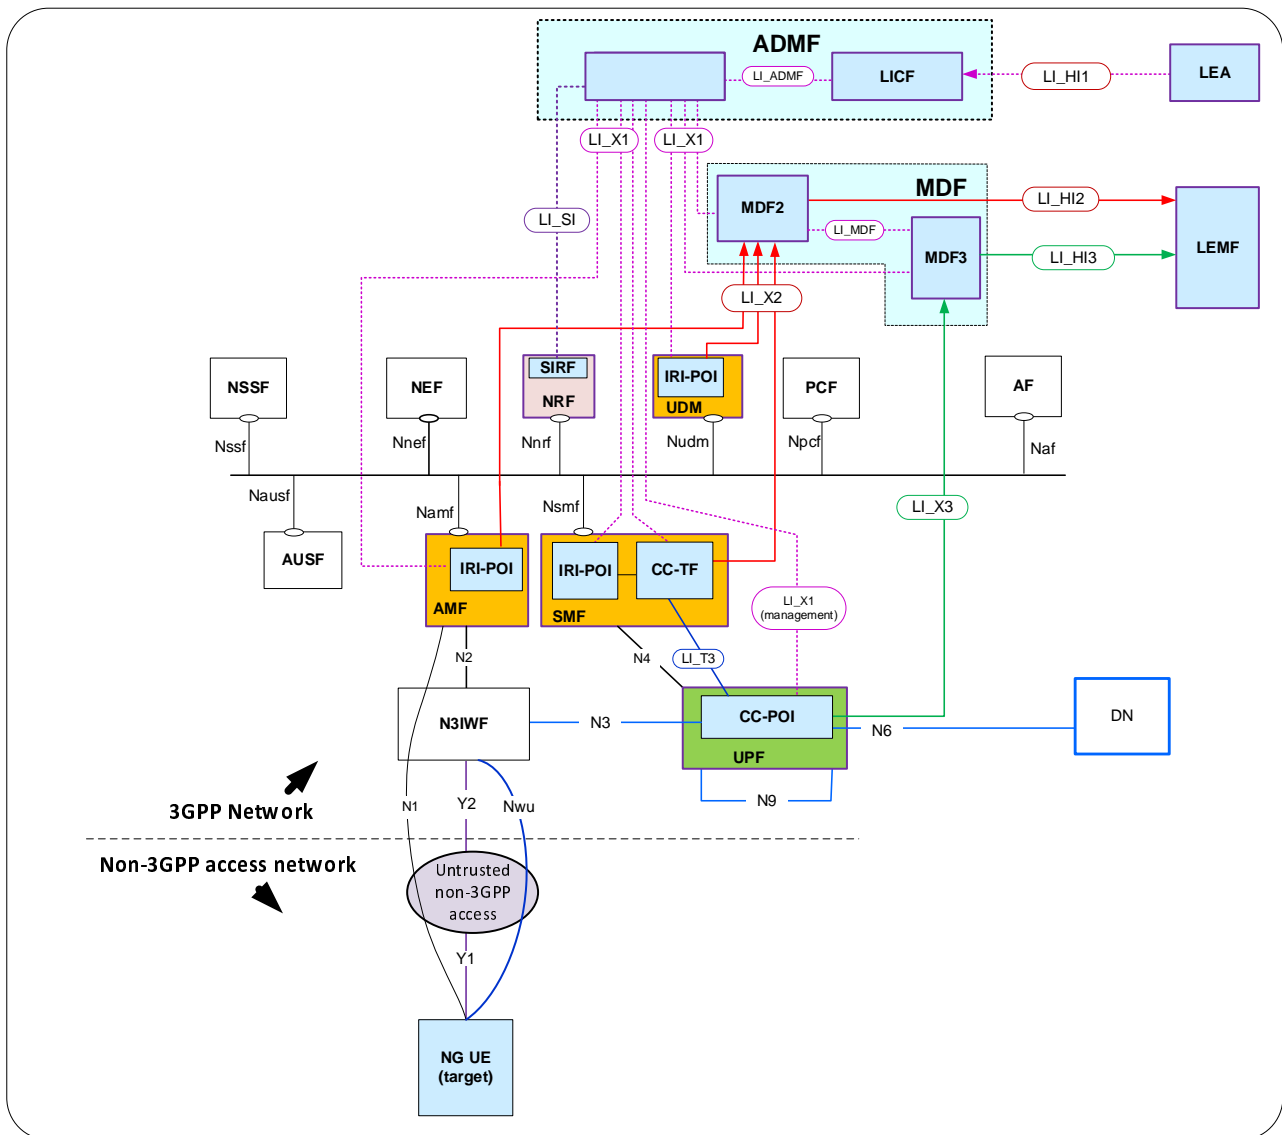 ADMF
LI_ADMF
LICF
LI_HI1
LEA
LI_X1
LI_X1
MDF
MDF2
LI_HI2
LI_SI
LI_MDF
MDF3
LI_HI3
LEMF
LI_X2
NSSF
NEF
SIRF
NRF
IRI-POI
UDM
PCF
AF
Nssf
Nnef
Nnrf
Nudm
Npcf
Naf
Nausf
Namf
Nsmf
LI_X3
AUSF
IRI-POI
AMF
IRI-POI
CC-TF
SMF
LI_X1
(management)
N2
N4
LI_T3
N3IWF
N3
CC-POI
UPF
N6
DN
N9
3GPP Network
N1
Y2
Nwu
Non-3GPP access network
Untrusted
non-3GPP
access
Y1
NG UE
(target)